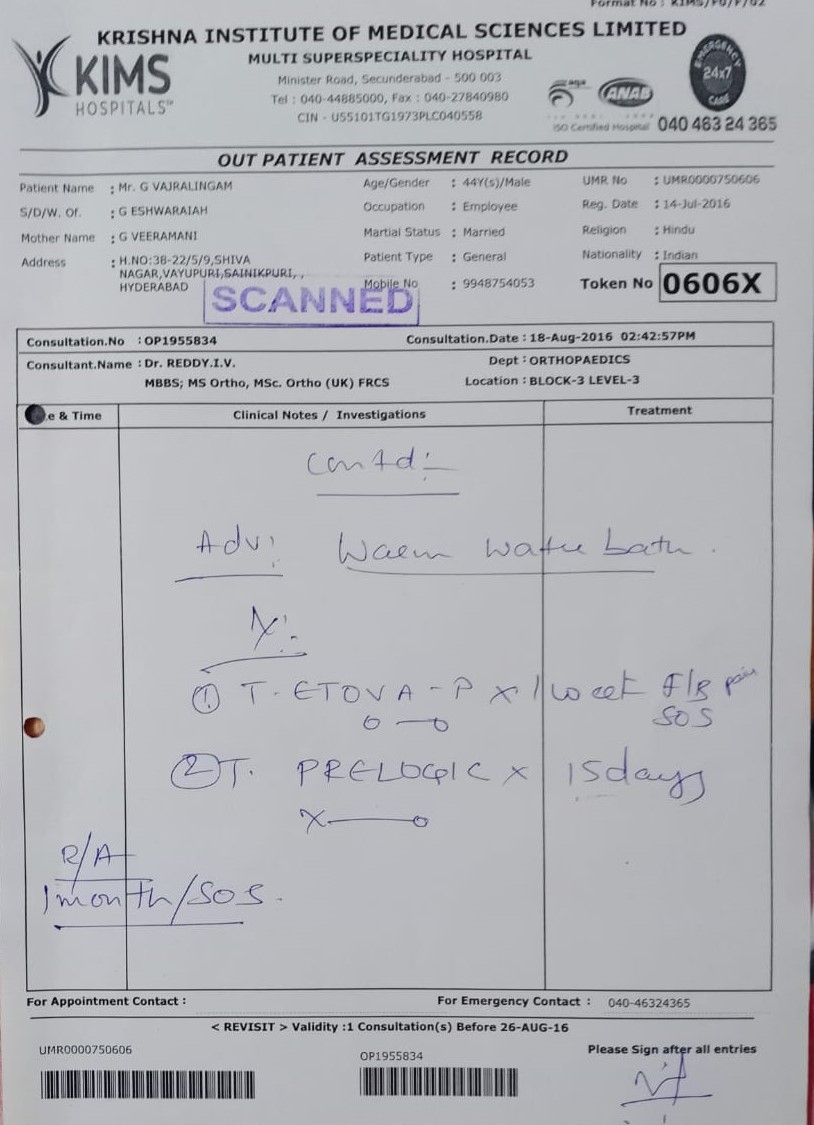 Format No : KIMS/FO/F/02
KRISHNA INSTITUTE OF MEDICAL SCIENCES LIMITED
KIMS
HOSPITALS
MULTI SUPERSPECIALITY HOSPITAL
Minister Road, Secunderabad - 500 003
Tel : 040-44885000, Fax : 040-27840980
CIN - U55101TG1973PLC040558
ANAB
ISO Certified Hospital
EMERGENCY
24x7
CARE
040 463 24 365
OUT PATIENT ASSESSMENT RECORD
Patient Name : Mr. G VAJRALINGAM Age/Gender : 44Y(s)/Male UMR No : UMR0000750606
S/D/W. Of. : G ESHWARAIAH Occupation : Employee Reg. Date : 14-Jul-2016
Mother Name : G VEERAMANI Martial Status : Married Religion : Hindu
Address : H.NO:38-22/5/9,SHIVA Patient Type : General Nationality : Indian
NAGAR,VAYUPURI,SAINIKPURI, ,
HYDERABAD Mobile No : 9948754053 Token No 0606X
SCANNED
Consultation.No : OP1955834 Consultation.Date : 18-Aug-2016 02:42:57PM
Consultant.Name : Dr. REDDY.I.V. Dept : ORTHOPAEDICS
MBBS; MS Ortho, MSc. Ortho (UK) FRCS Location : BLOCK-3 LEVEL-3
e & Time Clinical Notes / Investigations Treatment
Contd:-
Adv: Warm water bath.
① T. ETOVA-P x 1 week F/B pain
SOS
② T. PRELOGIC x 15days
x—o
R/A
1month/SOS.
For Appointment Contact : For Emergency Contact : 040-46324365
< REVISIT > Validity :1 Consultation(s) Before 26-AUG-16
UMR0000750606 OP1955834 Please Sign after all entries